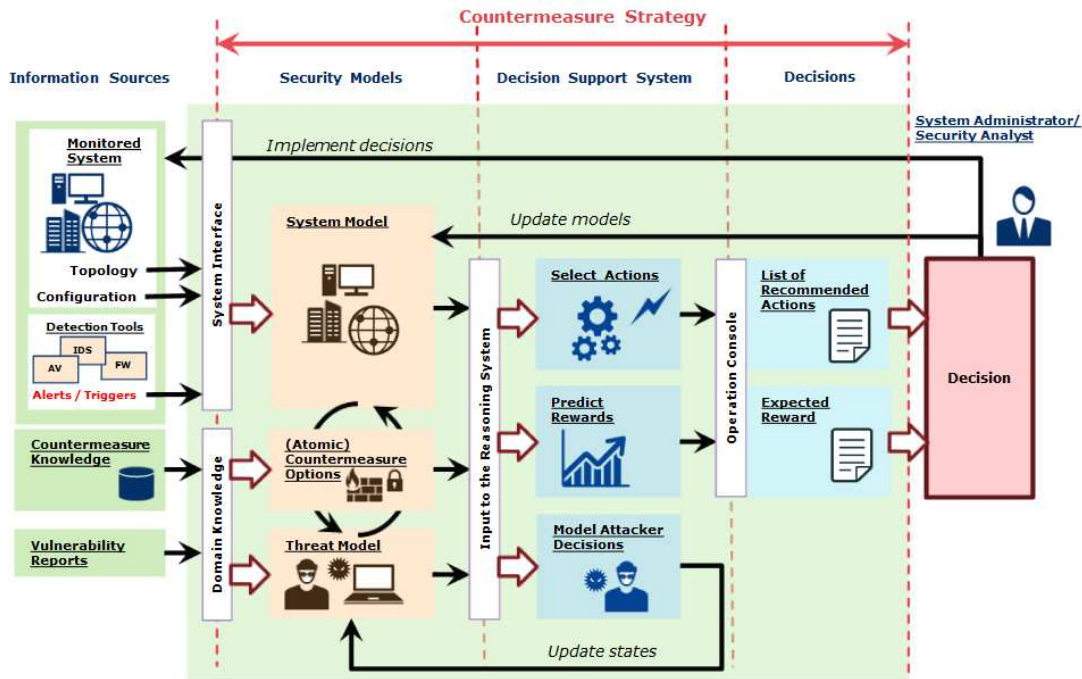 Countermeasure Strategy
Information Sources
Security Models
Decision Support System
Decisions
System Administrator/
Security Analyst
Monitored
System
Topology
Configuration
Detection Tools
IDS
AV
FW
Alerts / Triggers
Countermeasure
Knowledge
Vulnerability
Reports
System Interface
Domain Knowledge
Implement decisions
Update models
System Model
(Atomic)
Countermeasure
Options
Threat Model
Input to the Reasoning System
Select Actions
Predict
Rewards
Model Attacker
Decisions
Update states
Operation Console
List of
Recommended
Actions
Expected
Reward
Decision